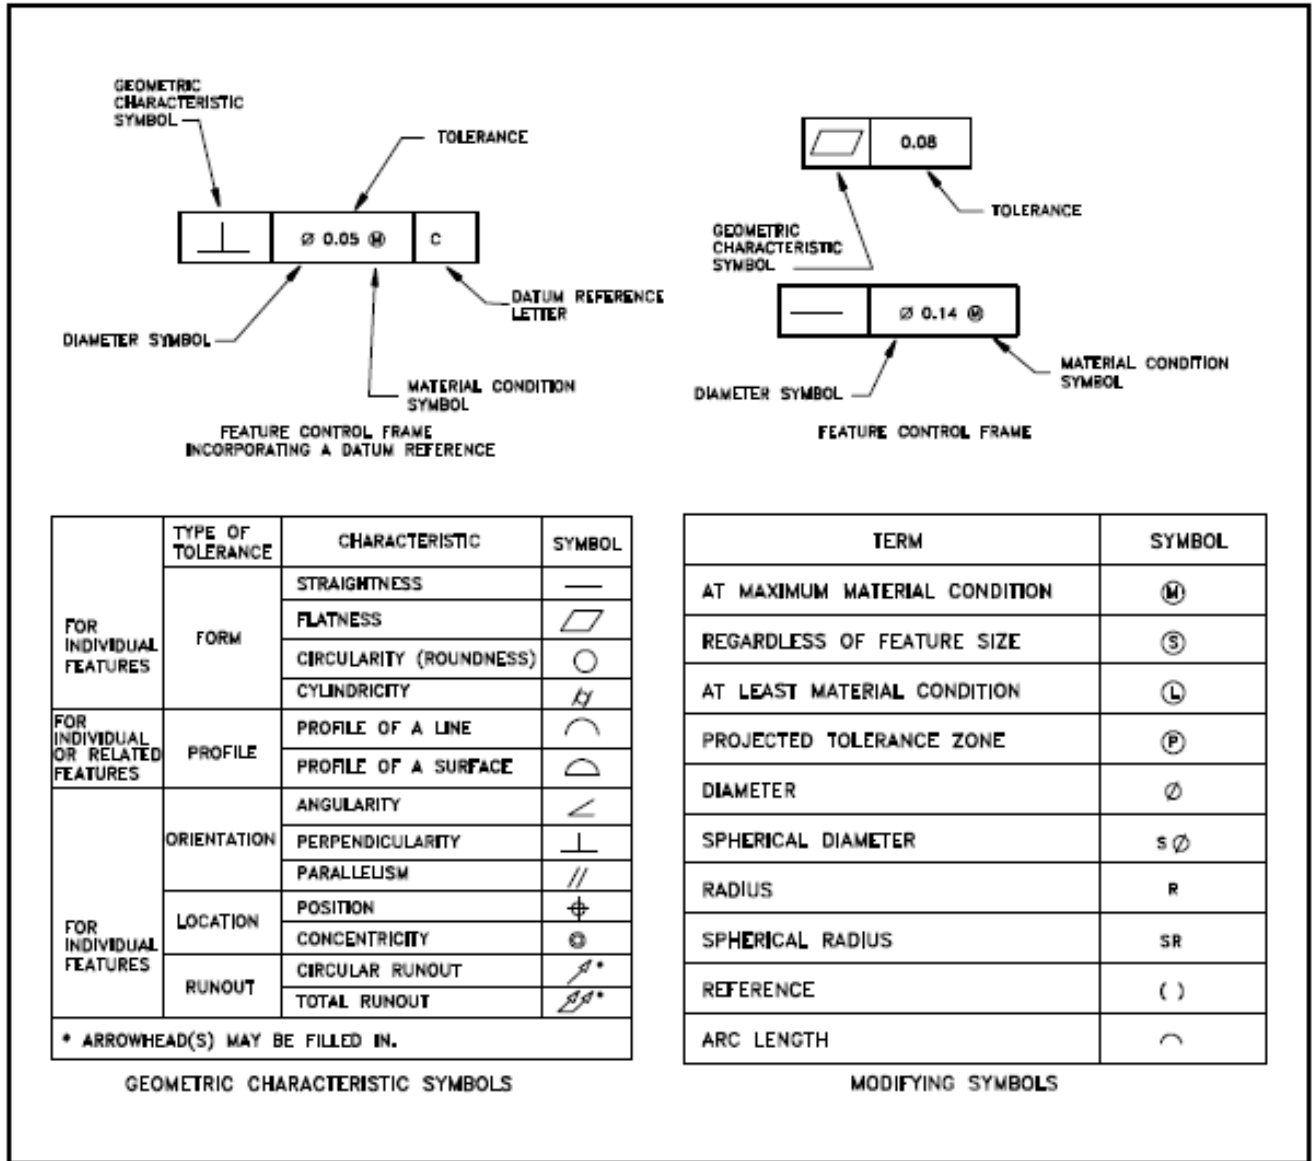 GEOMETRIC
CHARACTERISTIC
SYMBOL
TOLERANCE
⊥ ⌀ 0.05 Ⓜ C
DATUM REFERENCE
LETTER
DIAMETER SYMBOL
MATERIAL CONDITION
SYMBOL
FEATURE CONTROL FRAME
INCORPORATING A DATUM REFERENCE
▱ 0.08
TOLERANCE
GEOMETRIC
CHARACTERISTIC
SYMBOL
— ⌀ 0.14 Ⓜ
MATERIAL CONDITION
SYMBOL
DIAMETER SYMBOL
FEATURE CONTROL FRAME
TYPE OF
TOLERANCE
CHARACTERISTIC
SYMBOL
FOR
INDIVIDUAL
FEATURES
FORM
STRAIGHTNESS —
FLATNESS ▱
CIRCULARITY (ROUNDNESS) ○
CYLINDRICITY ⌭
FOR
INDIVIDUAL
OR RELATED
FEATURES
PROFILE
PROFILE OF A LINE ⌒
PROFILE OF A SURFACE ⌓
FOR
INDIVIDUAL
FEATURES
ORIENTATION
ANGULARITY ∠
PERPENDICULARITY ⊥
PARALLELISM //
LOCATION
POSITION ⌖
CONCENTRICITY ◎
RUNOUT
CIRCULAR RUNOUT ↗*
TOTAL RUNOUT ⌰*
* ARROWHEAD(S) MAY BE FILLED IN.
GEOMETRIC CHARACTERISTIC SYMBOLS
TERM SYMBOL
AT MAXIMUM MATERIAL CONDITION Ⓜ
REGARDLESS OF FEATURE SIZE Ⓢ
AT LEAST MATERIAL CONDITION Ⓛ
PROJECTED TOLERANCE ZONE Ⓟ
DIAMETER ⌀
SPHERICAL DIAMETER S⌀
RADIUS R
SPHERICAL RADIUS SR
REFERENCE ( )
ARC LENGTH ⌒
MODIFYING SYMBOLS